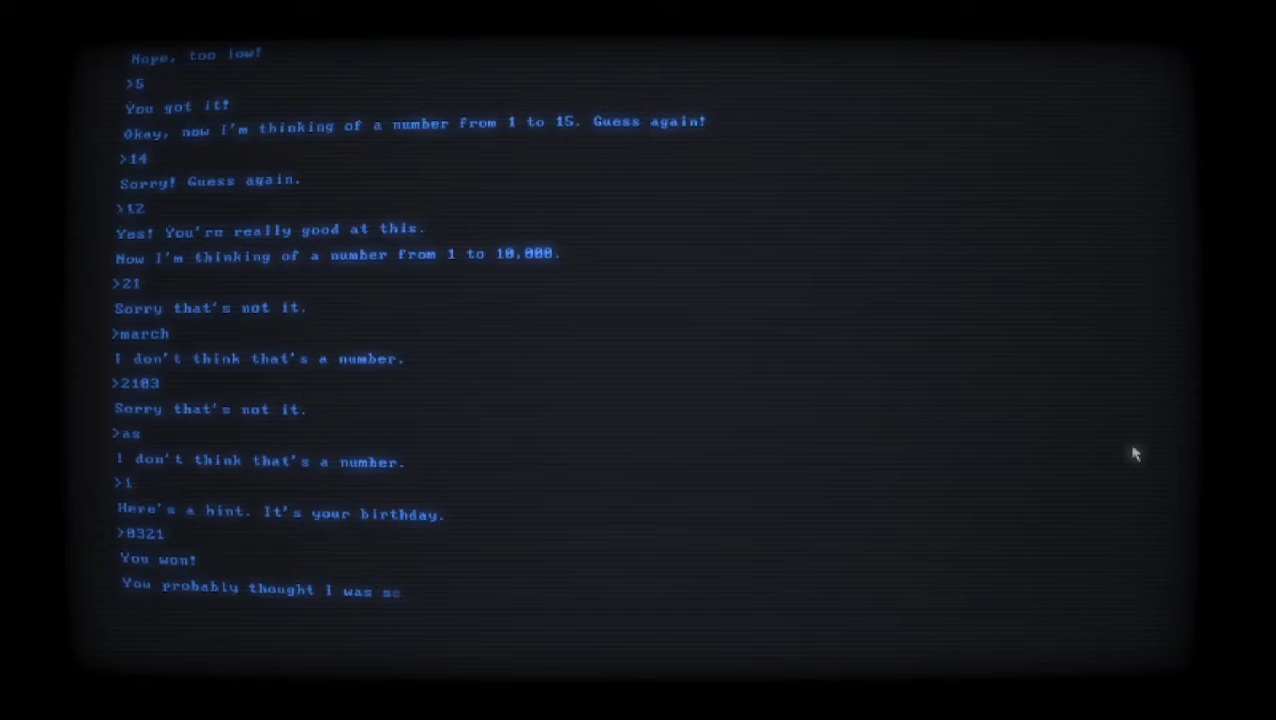 Nope, too low!
>5
You got it!
Okay, now I'm thinking of a number from 1 to 15. Guess again!
>14
Sorry! Guess again.
>12
Yes! You're really good at this.
Now I'm thinking of a number from 1 to 10,000.
>21
Sorry that's not it.
>march
I don't think that's a number.
>2103
Sorry that's not it.
>as
I don't think that's a number.
>1
Here's a hint. It's your birthday.
>0321
You won!
You probably thought I was sc